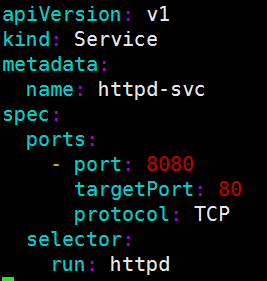 apiVersion: v1
kind: Service
metadata:
  name: httpd-svc
spec:
  ports:
    - port: 8080
      targetPort: 80
      protocol: TCP
  selector:
    run: httpd